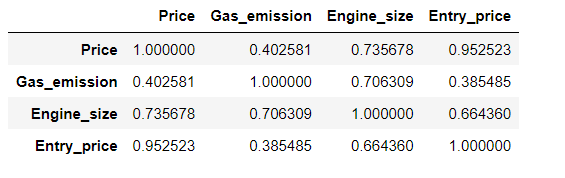 Price Gas_emission Engine_size Entry_price
Price 1.000000 0.402581 0.735678 0.952523
Gas_emission 0.402581 1.000000 0.706309 0.385485
Engine_size 0.735678 0.706309 1.000000 0.664360
Entry_price 0.952523 0.385485 0.664360 1.000000